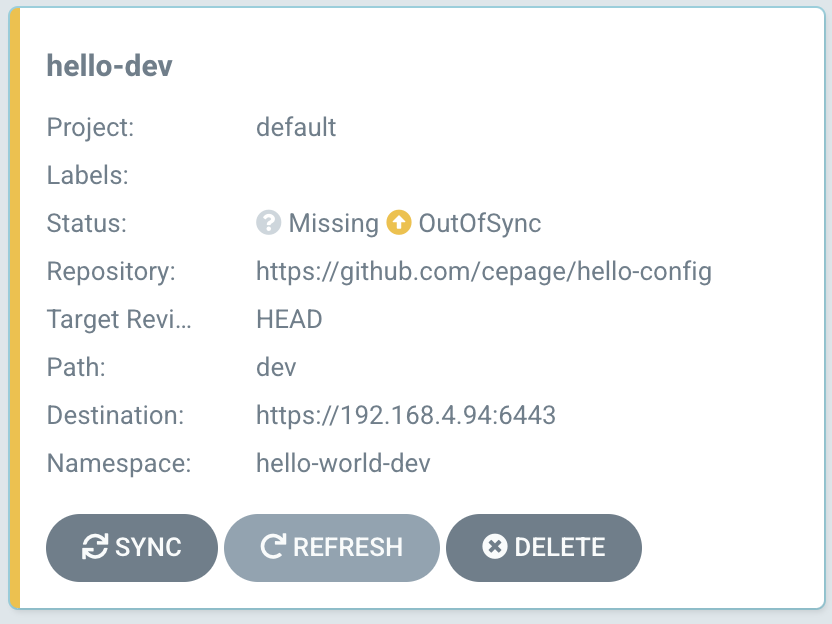 hello-dev
Project: default
Labels:
Status: ? Missing OutOfSync
Repository: https://github.com/cepage/hello-config
Target Revi... HEAD
Path: dev
Destination: https://192.168.4.94:6443
Namespace: hello-world-dev
SYNC REFRESH DELETE